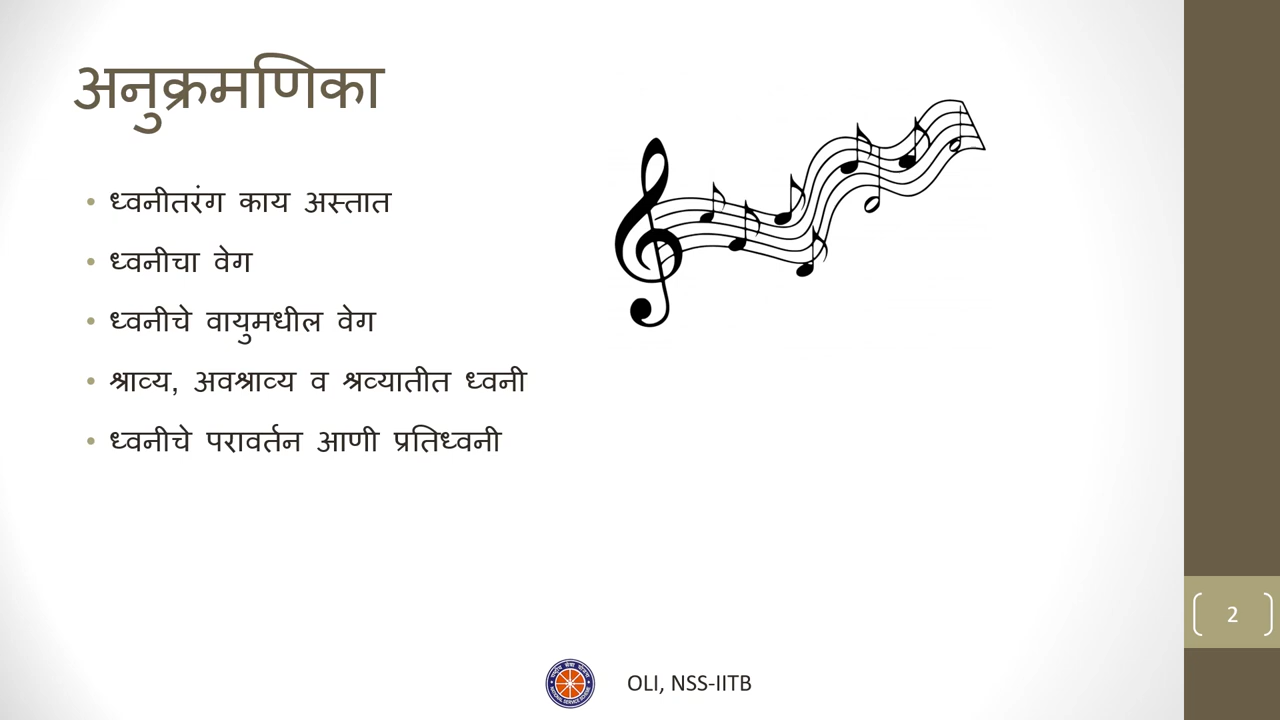 अनुक्रमणिका
• ध्वनीतरंग काय अस्तात
• ध्वनीचा वेग
• ध्वनीचे वायुमधील वेग
• श्राव्य, अवश्राव्य व श्रव्यातीत ध्वनी
• ध्वनीचे परावर्तन आणी प्रतिध्वनी
2
OLI, NSS-IITB